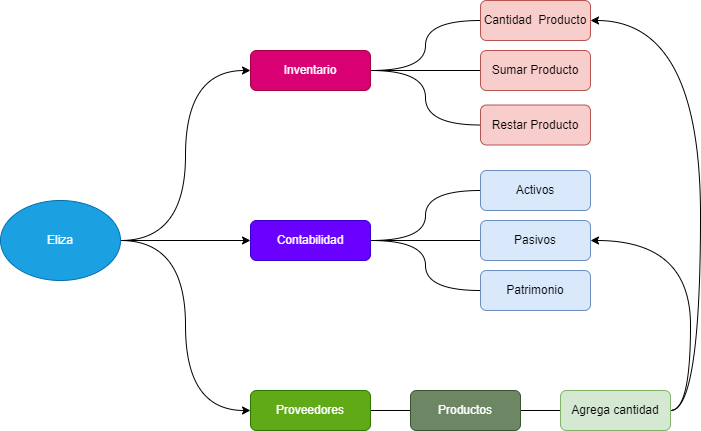 Cantidad Producto
Inventario
Sumar Producto
Restar Producto
Activos
Eliza
Contabilidad
Pasivos
Patrimonio
Proveedores
Productos
Agrega cantidad